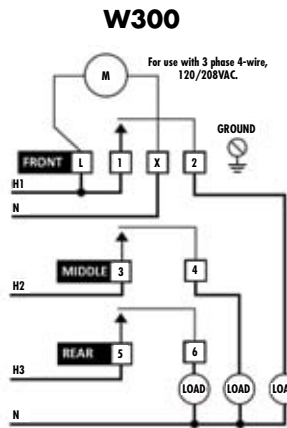 W300
For use with 3 phase 4-wire,
120/208VAC.
M
GROUND
FRONT L 1 X 2
H1
N
MIDDLE 3 4
H2
REAR 5 6
H3
LOAD LOAD LOA
N